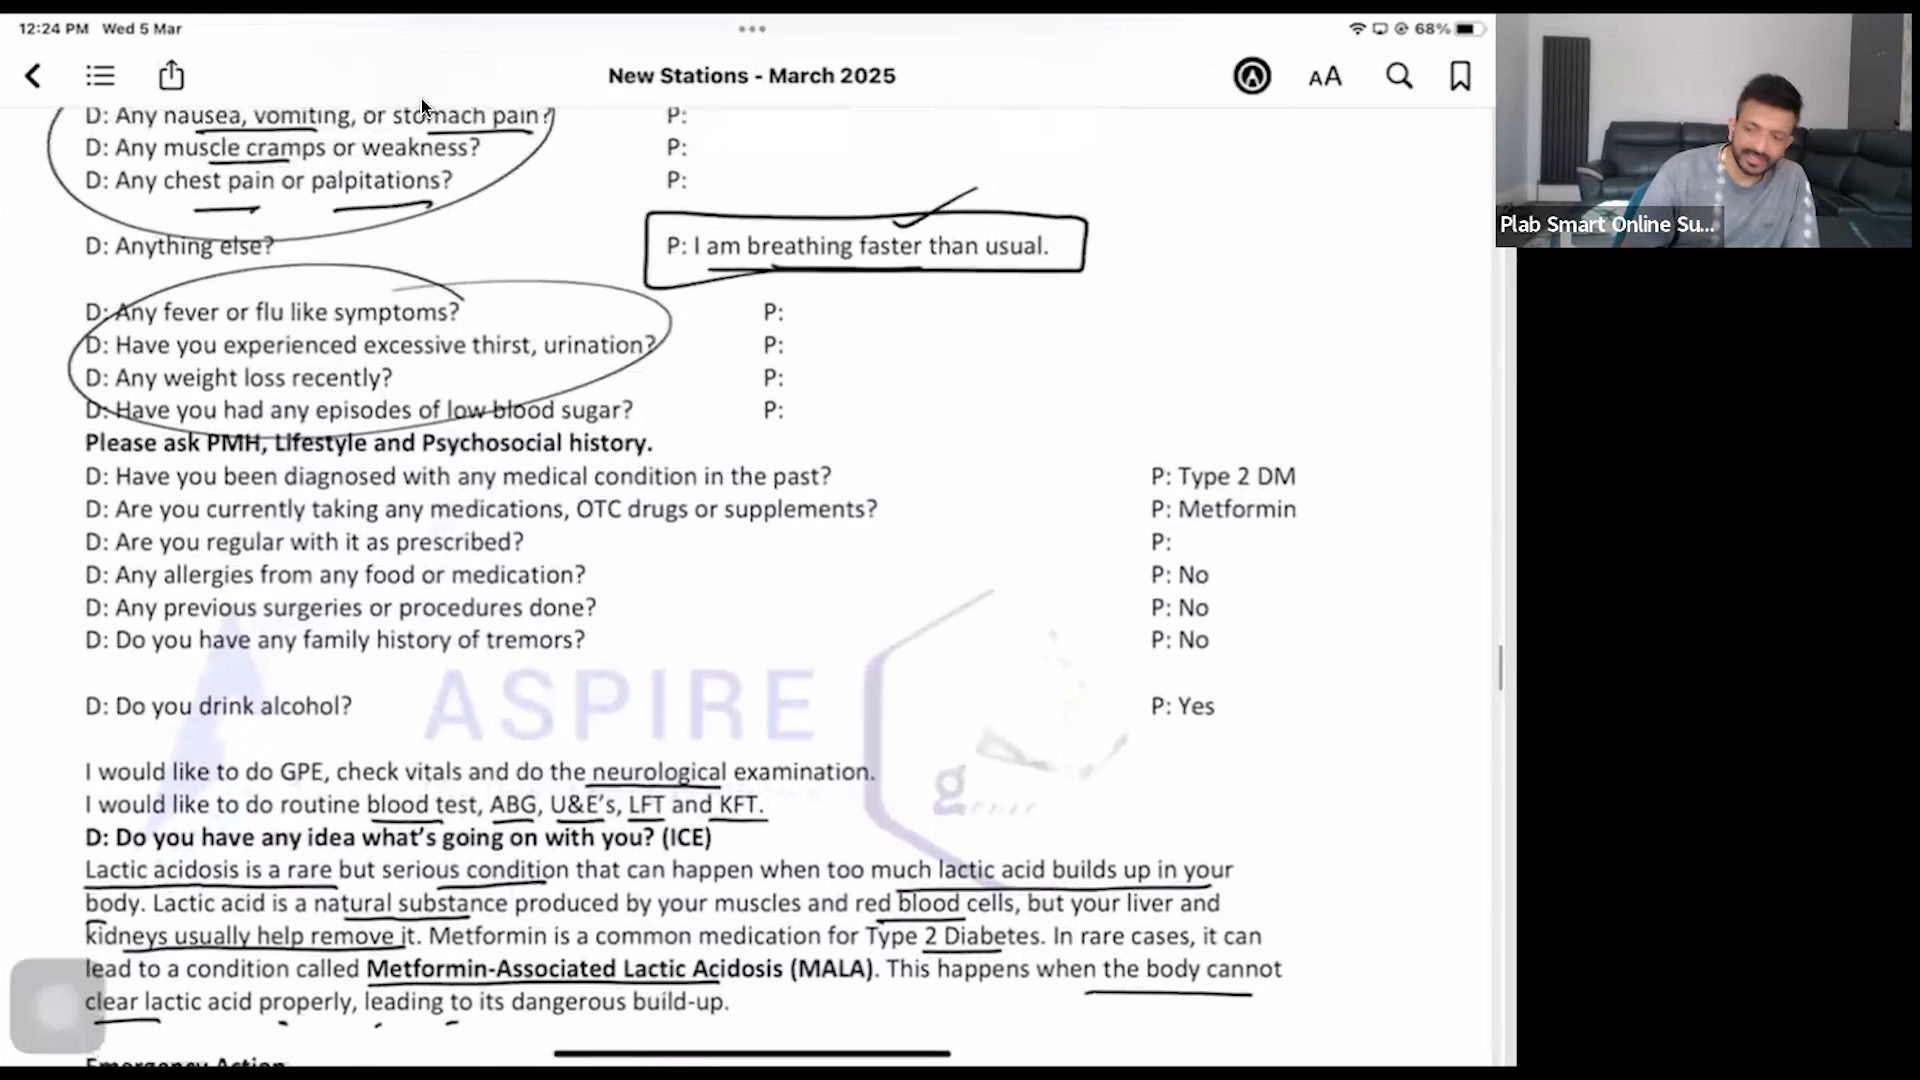 12:24 PM Wed 5 Mar
68%
New Stations - March 2025
AA
Plab Smart Online Su...
D: Any nausea, vomiting, or stomach pain? P:
D: Any muscle cramps or weakness? P:
D: Any chest pain or palpitations? P:
D: Anything else? P: I am breathing faster than usual.
D: Any fever or flu like symptoms? P:
D: Have you experienced excessive thirst, urination? P:
D: Any weight loss recently? P:
D: Have you had any episodes of low blood sugar? P:
Please ask PMH, Lifestyle and Psychosocial history.
D: Have you been diagnosed with any medical condition in the past? P: Type 2 DM
D: Are you currently taking any medications, OTC drugs or supplements? P: Metformin
D: Are you regular with it as prescribed? P:
D: Any allergies from any food or medication? P: No
D: Any previous surgeries or procedures done? P: No
D: Do you have any family history of tremors? P: No
ASPIRE
D: Do you drink alcohol? P: Yes
I would like to do GPE, check vitals and do the neurological examination.
I would like to do routine blood test, ABG, U&E's, LFT and KFT.
D: Do you have any idea what's going on with you? (ICE)
Lactic acidosis is a rare but serious condition that can happen when too much lactic acid builds up in your
body. Lactic acid is a natural substance produced by your muscles and red blood cells, but your liver and
kidneys usually help remove it. Metformin is a common medication for Type 2 Diabetes. In rare cases, it can
lead to a condition called Metformin-Associated Lactic Acidosis (MALA). This happens when the body cannot
clear lactic acid properly, leading to its dangerous build-up.
Emergency Action